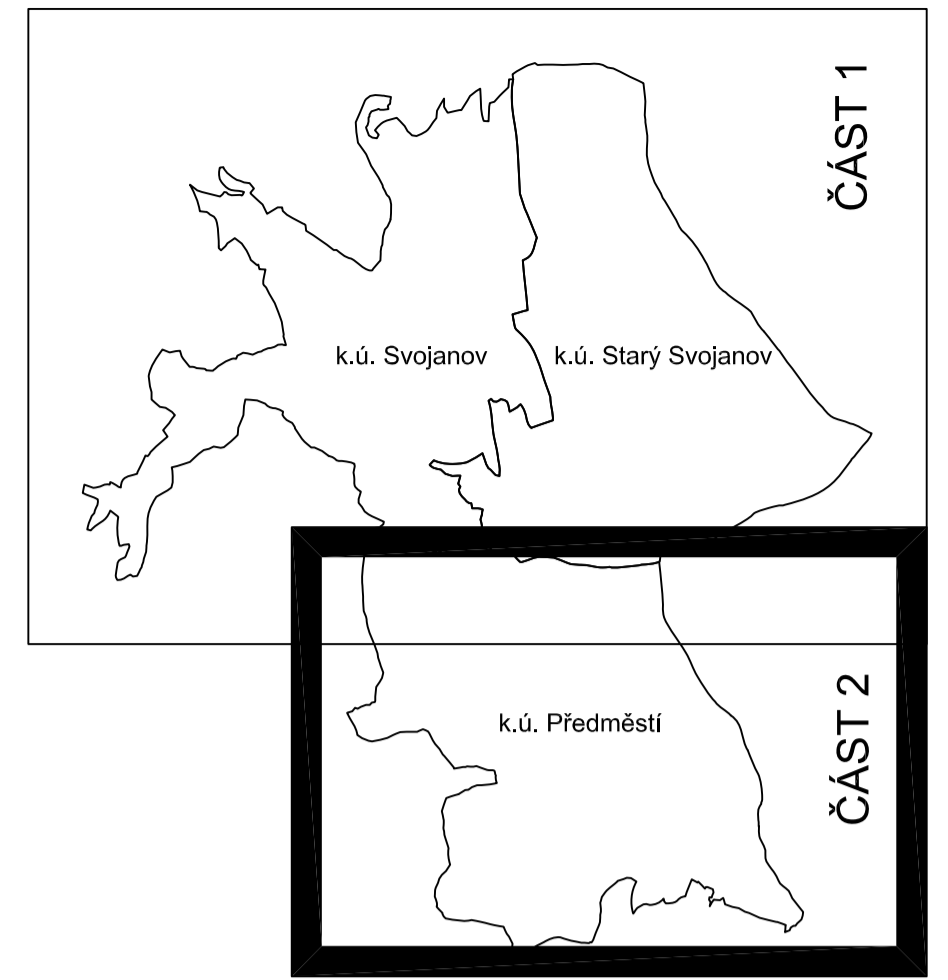 ČÁST 1
k.ú. Svojanov
k.ú. Starý Svojanov
k.ú. Předměstí
ČÁST 2